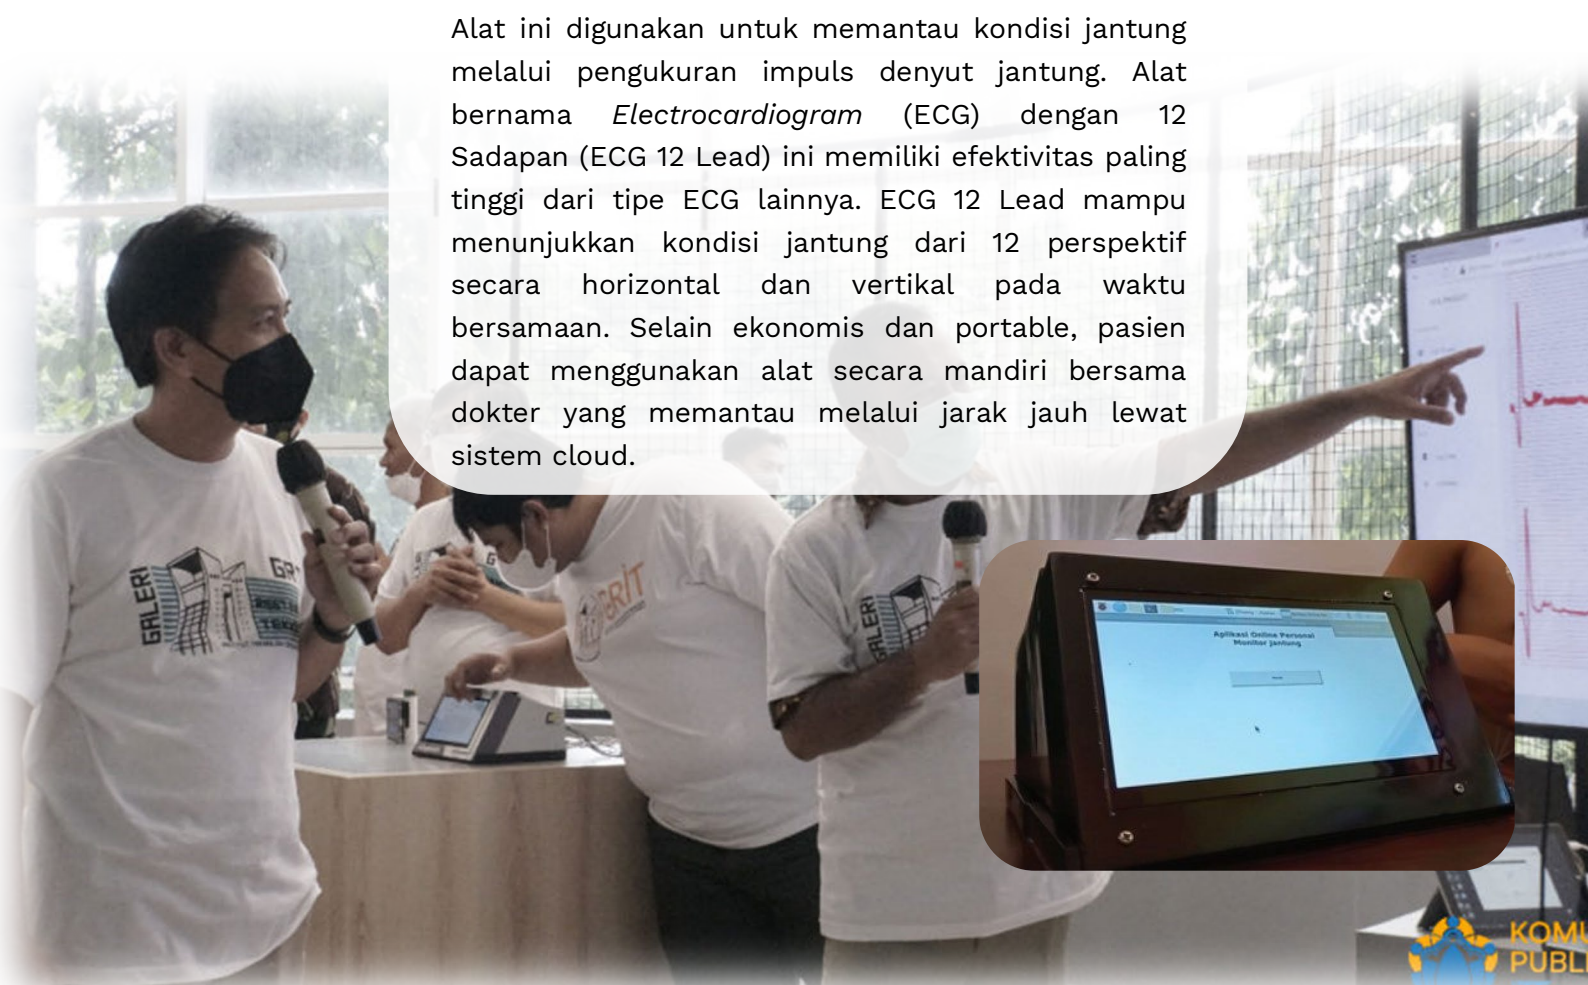 Alat ini digunakan untuk memantau kondisi jantung
melalui pengukuran impuls denyut jantung. Alat
bernama Electrocardiogram (ECG) dengan 12
Sadapan (ECG 12 Lead) ini memiliki efektivitas paling
tinggi dari tipe ECG lainnya. ECG 12 Lead mampu
menunjukkan kondisi jantung dari 12 perspektif
secara horizontal dan vertikal pada waktu
bersamaan. Selain ekonomis dan portable, pasien
dapat menggunakan alat secara mandiri bersama
dokter yang memantau melalui jarak jauh lewat
sistem cloud.
GALERI
GALERI
Aplikasi Online Personal
Monitor Jantung